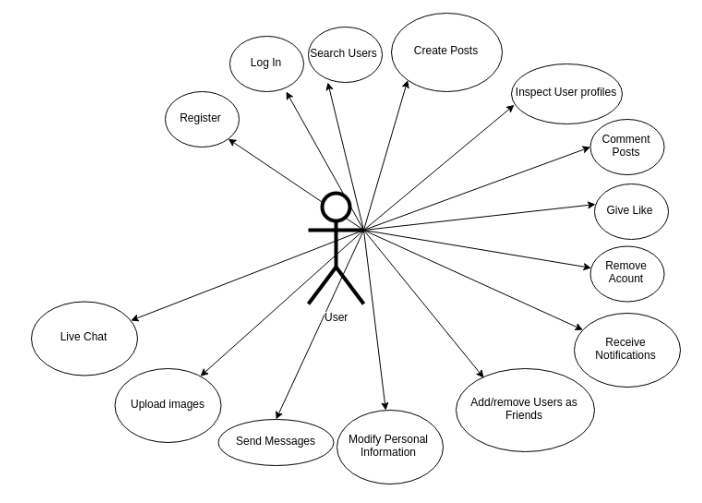 Create Posts
Search Users
Log In
Inspect User profiles
Register
Comment
Posts
Give Like
Remove
Acount
User
Live Chat
Receive
Notifications
Upload images
Add/remove Users as
Friends
Send Messages
Modify Personal
Information